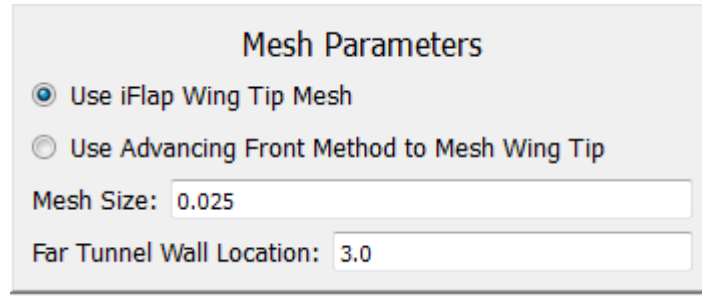 Mesh Parameters
Use iFlap Wing Tip Mesh
Use Advancing Front Method to Mesh Wing Tip
Mesh Size: 0.025
Far Tunnel Wall Location: 3.0